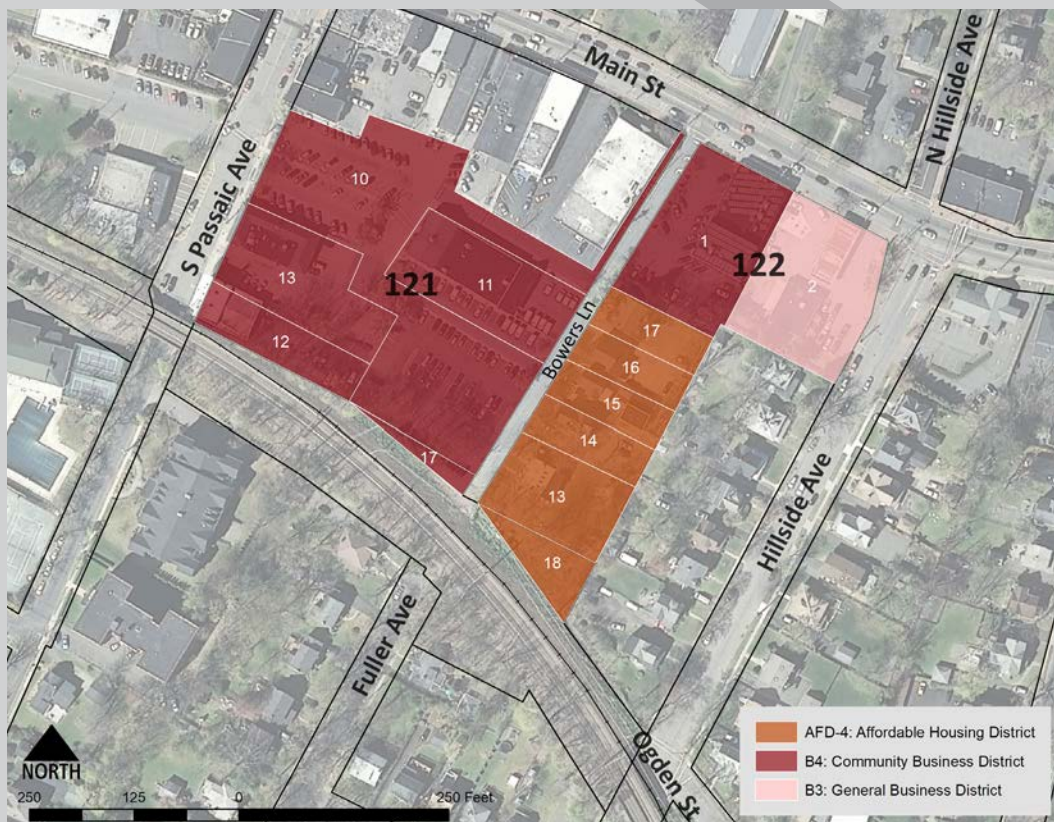 Main St
N Hillside Ave
S Passaic Ave
10
1
122
2
13
121
11
Bowers Ln
17
12
16
15
14
17
13
18
Hillside Ave
Fuller Ave
Ogden St
NORTH
250
125
0
250 Feet
AFD-4: Affordable Housing District
B4: Community Business District
B3: General Business District